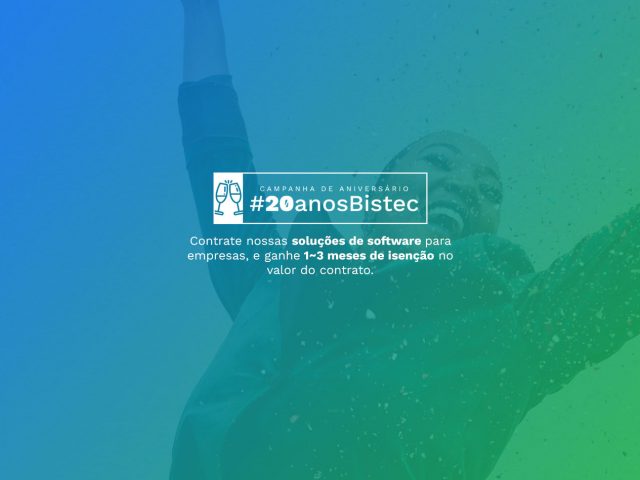 CAMPANHA DE ANIVERSÁRIO
#20anosBistec
Contrate nossas soluções de software para
empresas, e ganhe 1~3 meses de isenção no
valor do contrato.